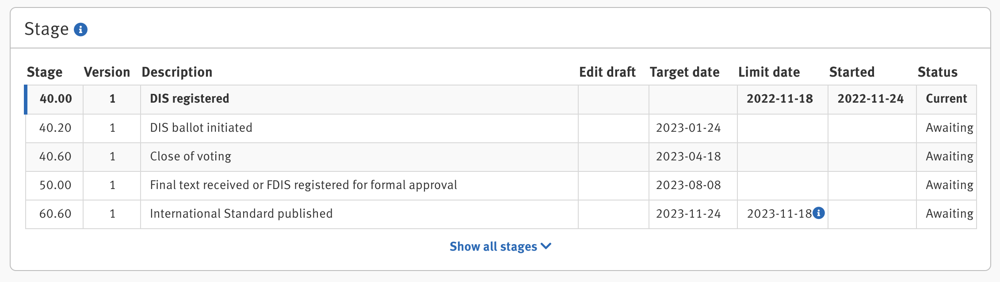 Stage
Stage Version Description Edit draft Target date Limit date Started Status
40.00 1 DIS registered 2022-11-18 2022-11-24 Current
40.20 1 DIS ballot initiated 2023-01-24 Awaiting
40.60 1 Close of voting 2023-04-18 Awaiting
50.00 1 Final text received or FDIS registered for formal approval 2023-08-08 Awaiting
60.60 1 International Standard published 2023-11-24 2023-11-18 Awaiting
Show all stages